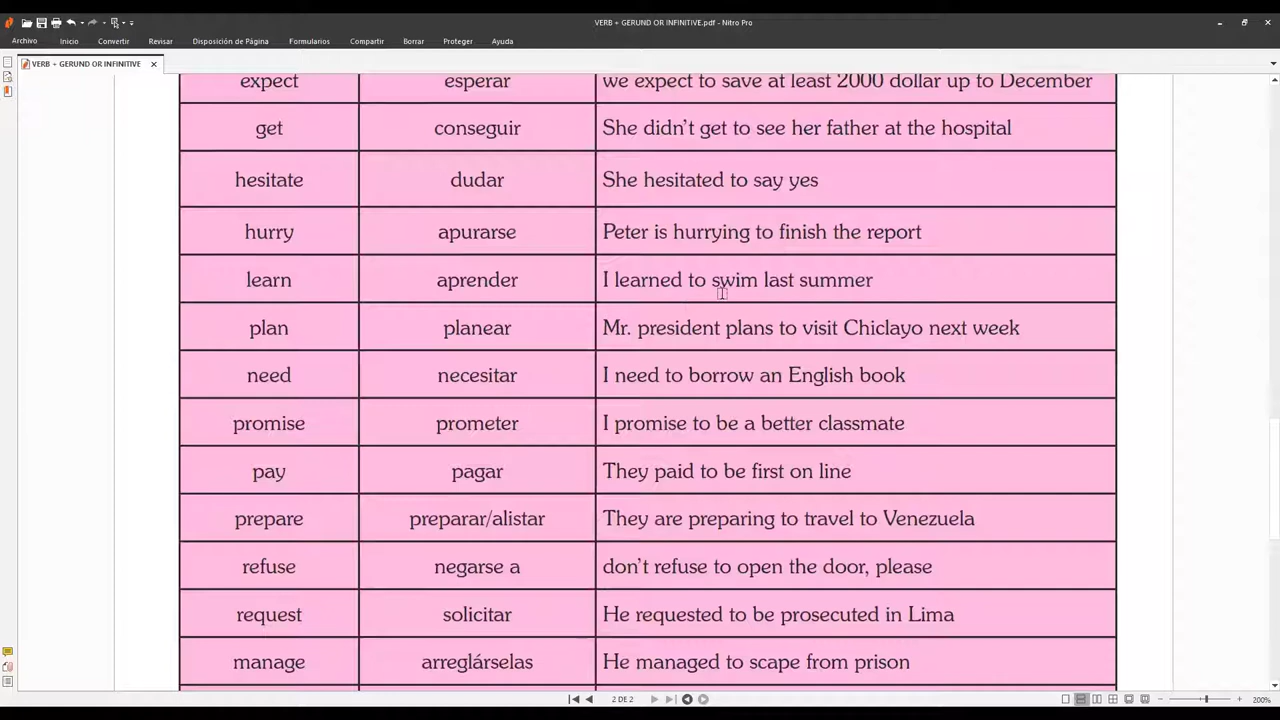 VERB + GERUND OR INFINITIVE.pdf - Nitro Pro
Archivo Inicio Convertir Revisar Disposición de Página Formularios Compartir Borrar Proteger Ayuda
VERB + GERUND OR INFINITIVE
expect esperar we expect to save at least 2000 dollar up to December
get conseguir She didn't get to see her father at the hospital
hesitate dudar She hesitated to say yes
hurry apurarse Peter is hurrying to finish the report
learn aprender I learned to swim last summer
plan planear Mr. president plans to visit Chiclayo next week
need necesitar I need to borrow an English book
promise prometer I promise to be a better classmate
pay pagar They paid to be first on line
prepare preparar/alistar They are preparing to travel to Venezuela
refuse negarse a don't refuse to open the door, please
request solicitar He requested to be prosecuted in Lima
manage arreglárselas He managed to scape from prison
2 DE 2 200%